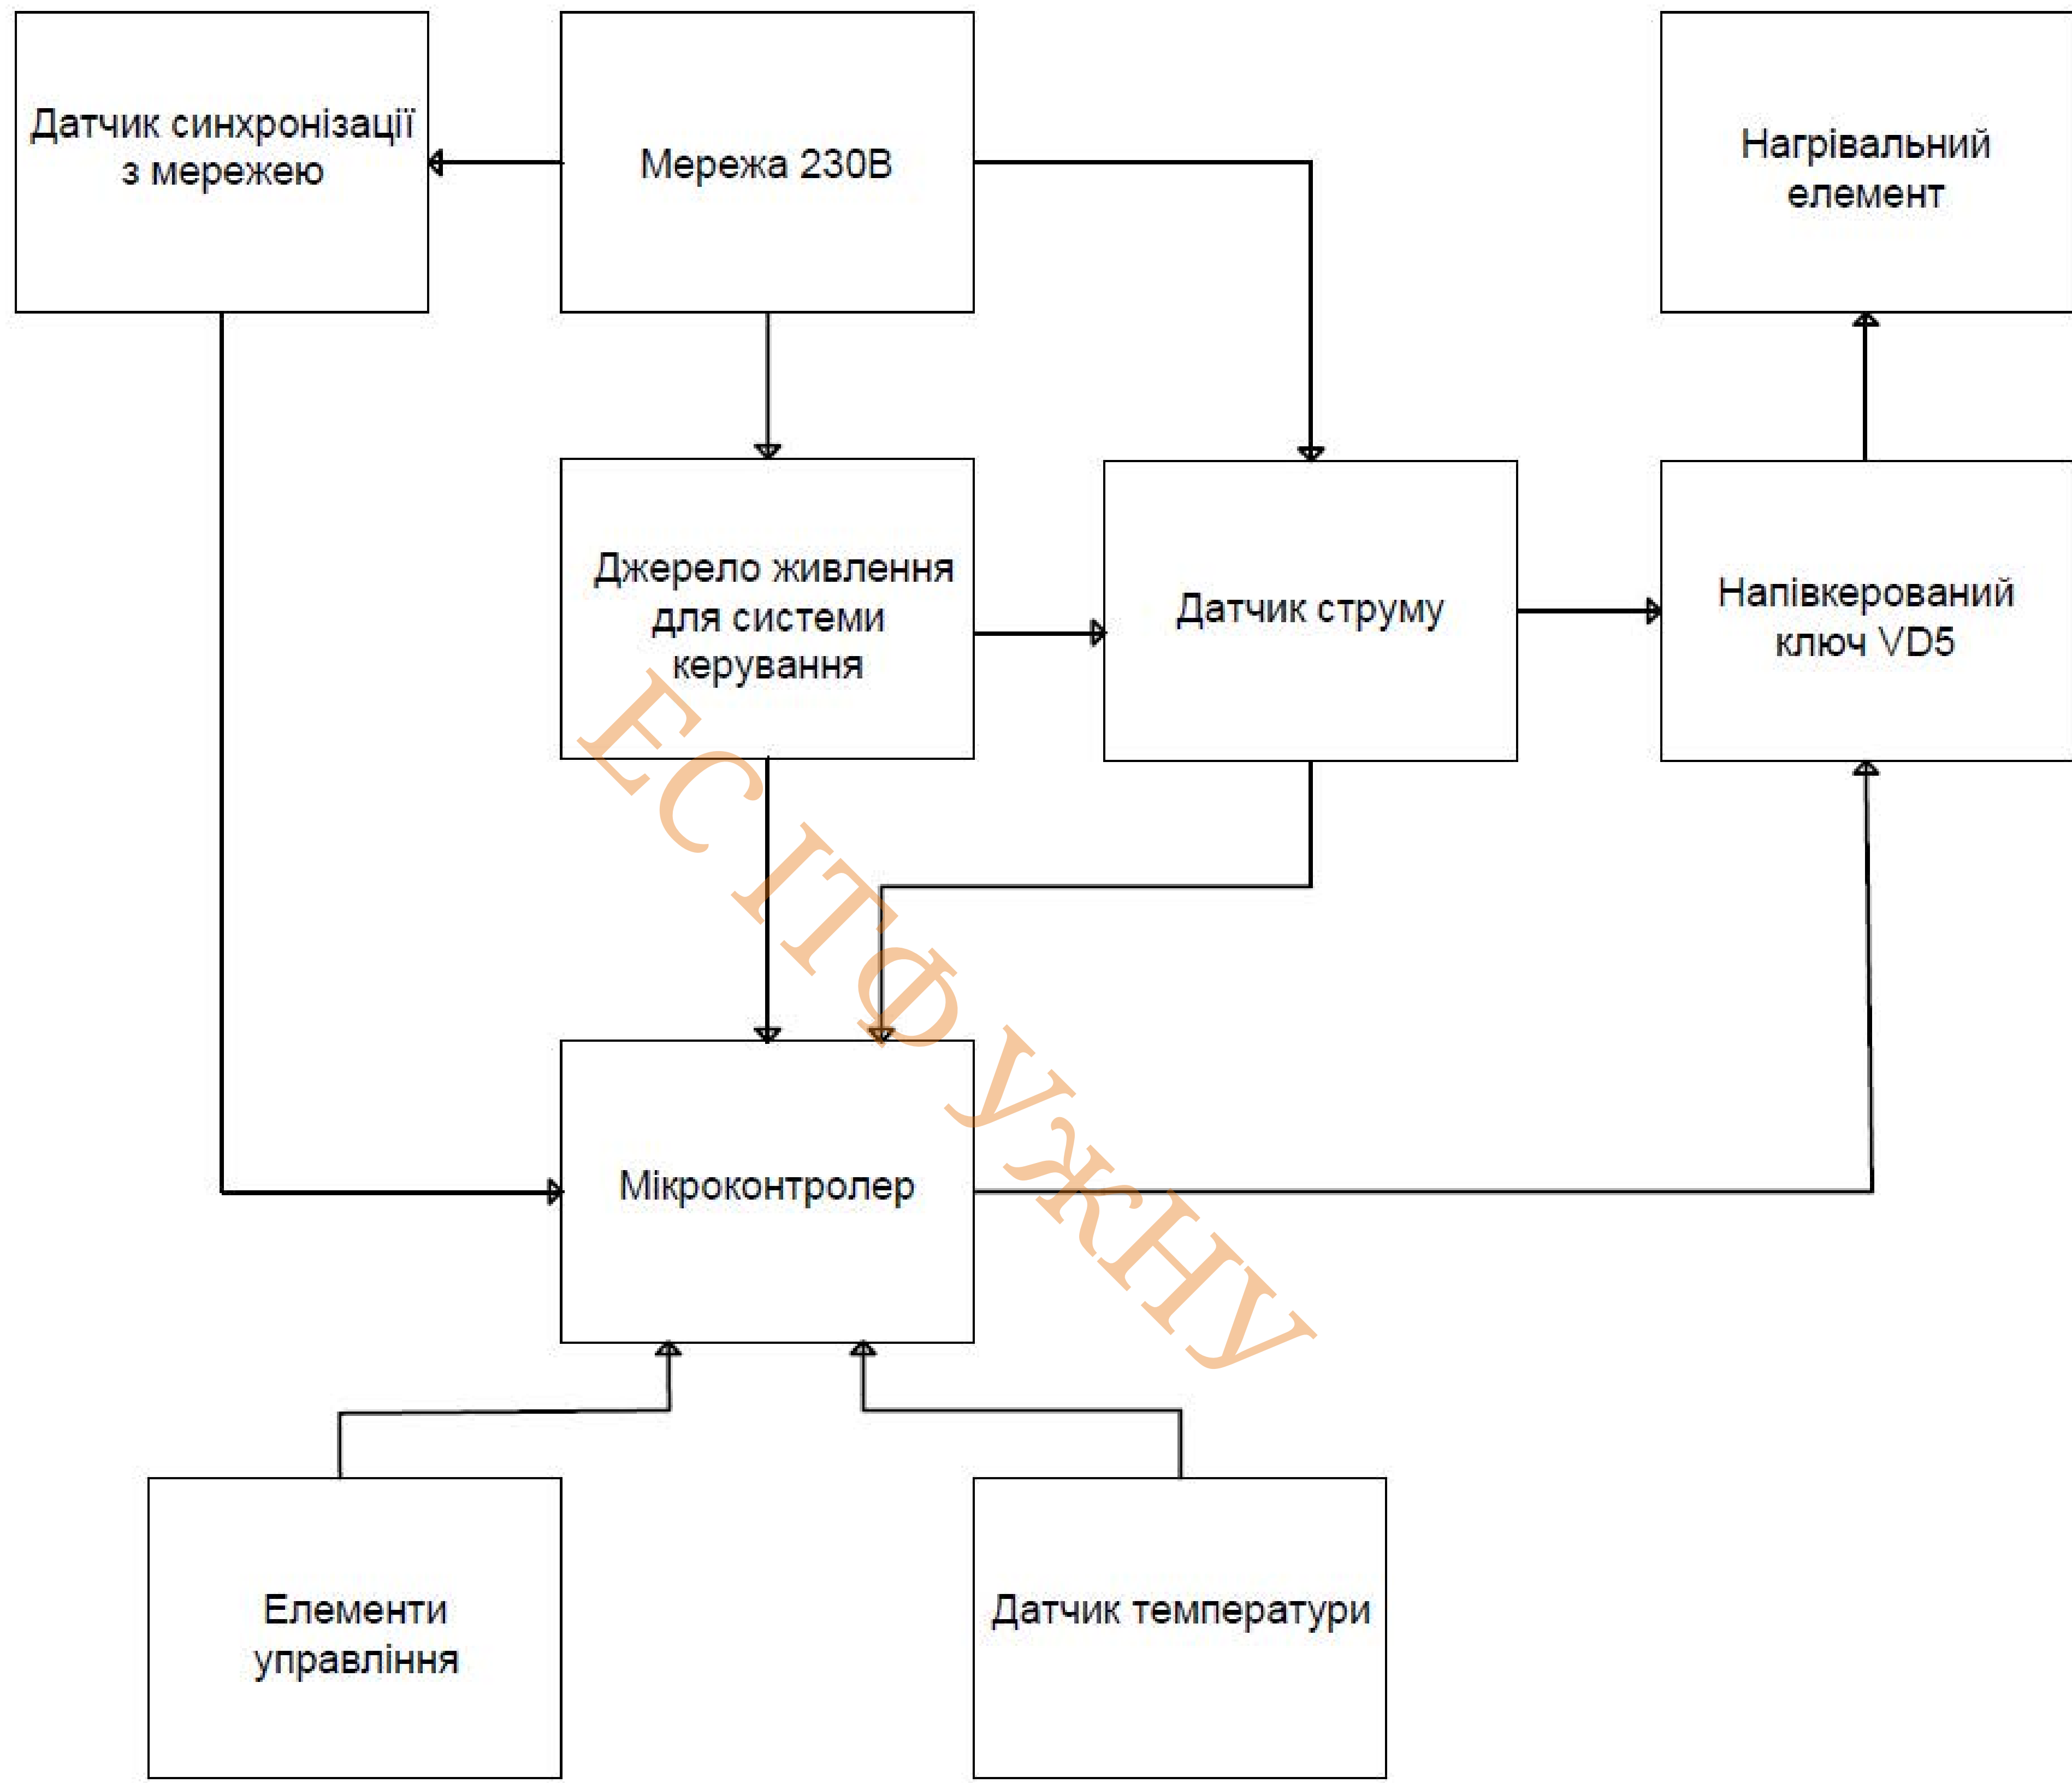 Датчик синхронізації
з мережею
Мережа 230В
Нагрівальний
елемент
Джерело живлення
для системи
керування
Датчик струму
Напівкерований
ключ VD5
Мікроконтролер
Елементи
управління
Датчик температури
ЕС ІТФ УжНУ